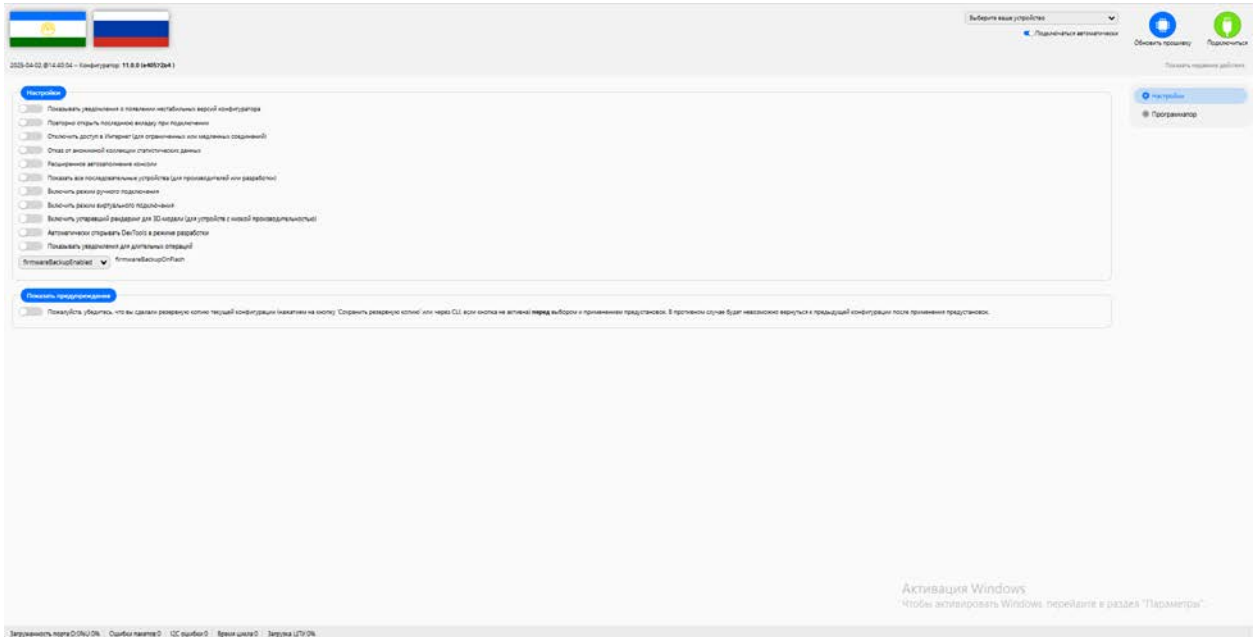 Выберите ваше устройство
Подключаться автоматически
Обновить прошивку
Подключиться
2025-04-02 @14:40:04 -- Конфигуратор: 11.0.0
Показать недавние действия
Настройки
Показывать уведомления о появлении нестабильных версий конфигуратора
Повторно открыть последнюю вкладку при подключении
Отключить доступ в Интернет (для ограниченных или медленных соединений)
Отказ от анонимной коллекции статистических данных
Расширенное автозаполнение консоли
Показать все последовательные устройства (для производителей или разработки)
Включить режим ручного подключения
Включить режим виртуального подключения
Включить устаревший рендеринг для 3D-модели (для устройств с низкой производительностью)
Автоматически открывать DevTools в режиме разработки
Показывать уведомления для длительных операций
firmwareBackupEnabled firmwareBackupOnFlash
Показать предупреждения
Пожалуйста, убедитесь, что вы сделали резервную копию текущей конфигурации (нажатием на кнопку 'Сохранить резервную копию' или через CLI, если кнопка не активна) перед выбором и применением предустановок. В противном случае будет невозможно вернуться к предыдущей конфигурации после применения предустановок.
Настройки
Программатор
Активация Windows
Чтобы активировать Windows, перейдите в раздел "Параметры".
Загруженность порта: D:0% U:0% Ошибки пакетов: 0 I2C ошибки: 0 Время цикла: 0 Загрузка ЦПУ 0%